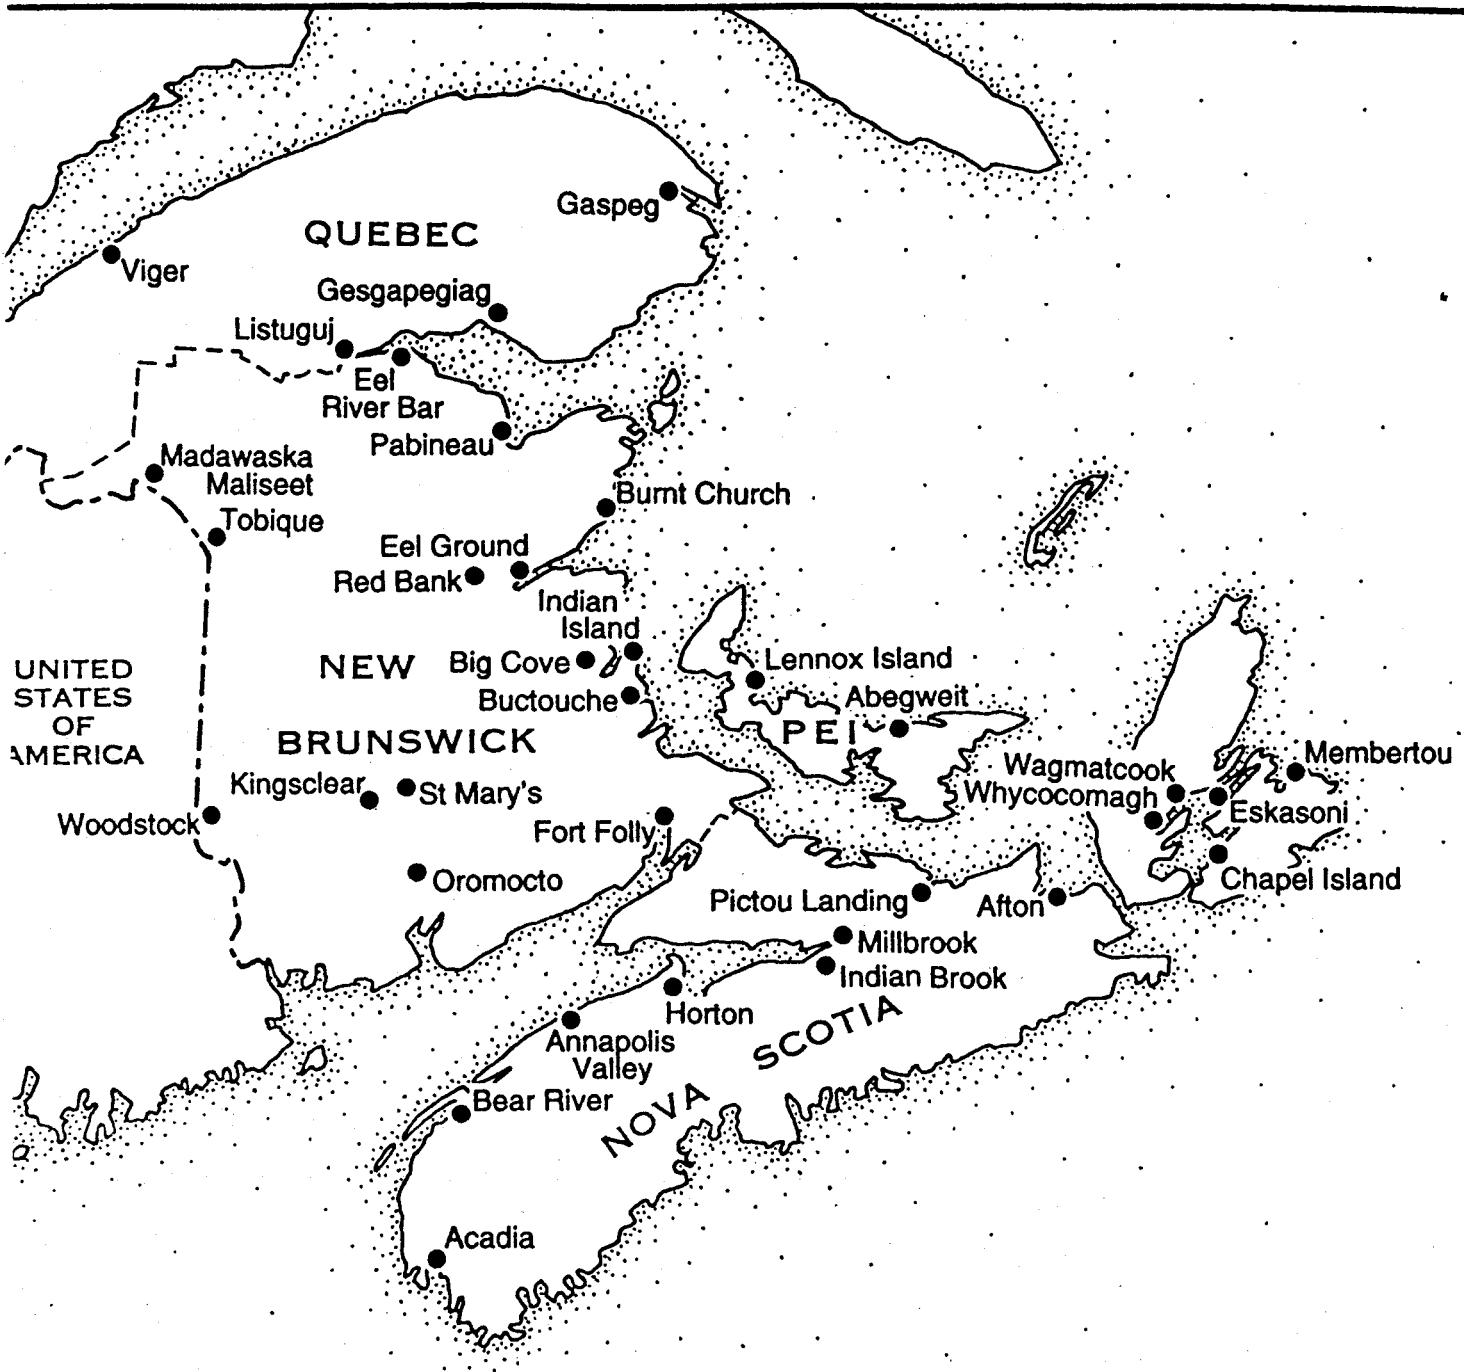 Gaspeg
QUEBEC
Viger
Gesgapegiag
Listuguj
Eel
River Bar
Pabineau
Madawaska
Maliseet
Tobique
Burnt Church
Eel Ground
Red Bank
Indian
Island
UNITED
STATES
OF
AMERICA
NEW
Big Cove
Lennox Island
Buctouche
Abegweit
PEI
BRUNSWICK
Membertou
Wagmatcook
Whycocomagh
Kingsclear
St Mary's
Eskasoni
Woodstock
Fort Folly
Oromocto
Chapel Island
Pictou Landing
Afton
Millbrook
Indian Brook
Horton
NOVA SCOTIA
Annapolis
Valley
Bear River
Acadia